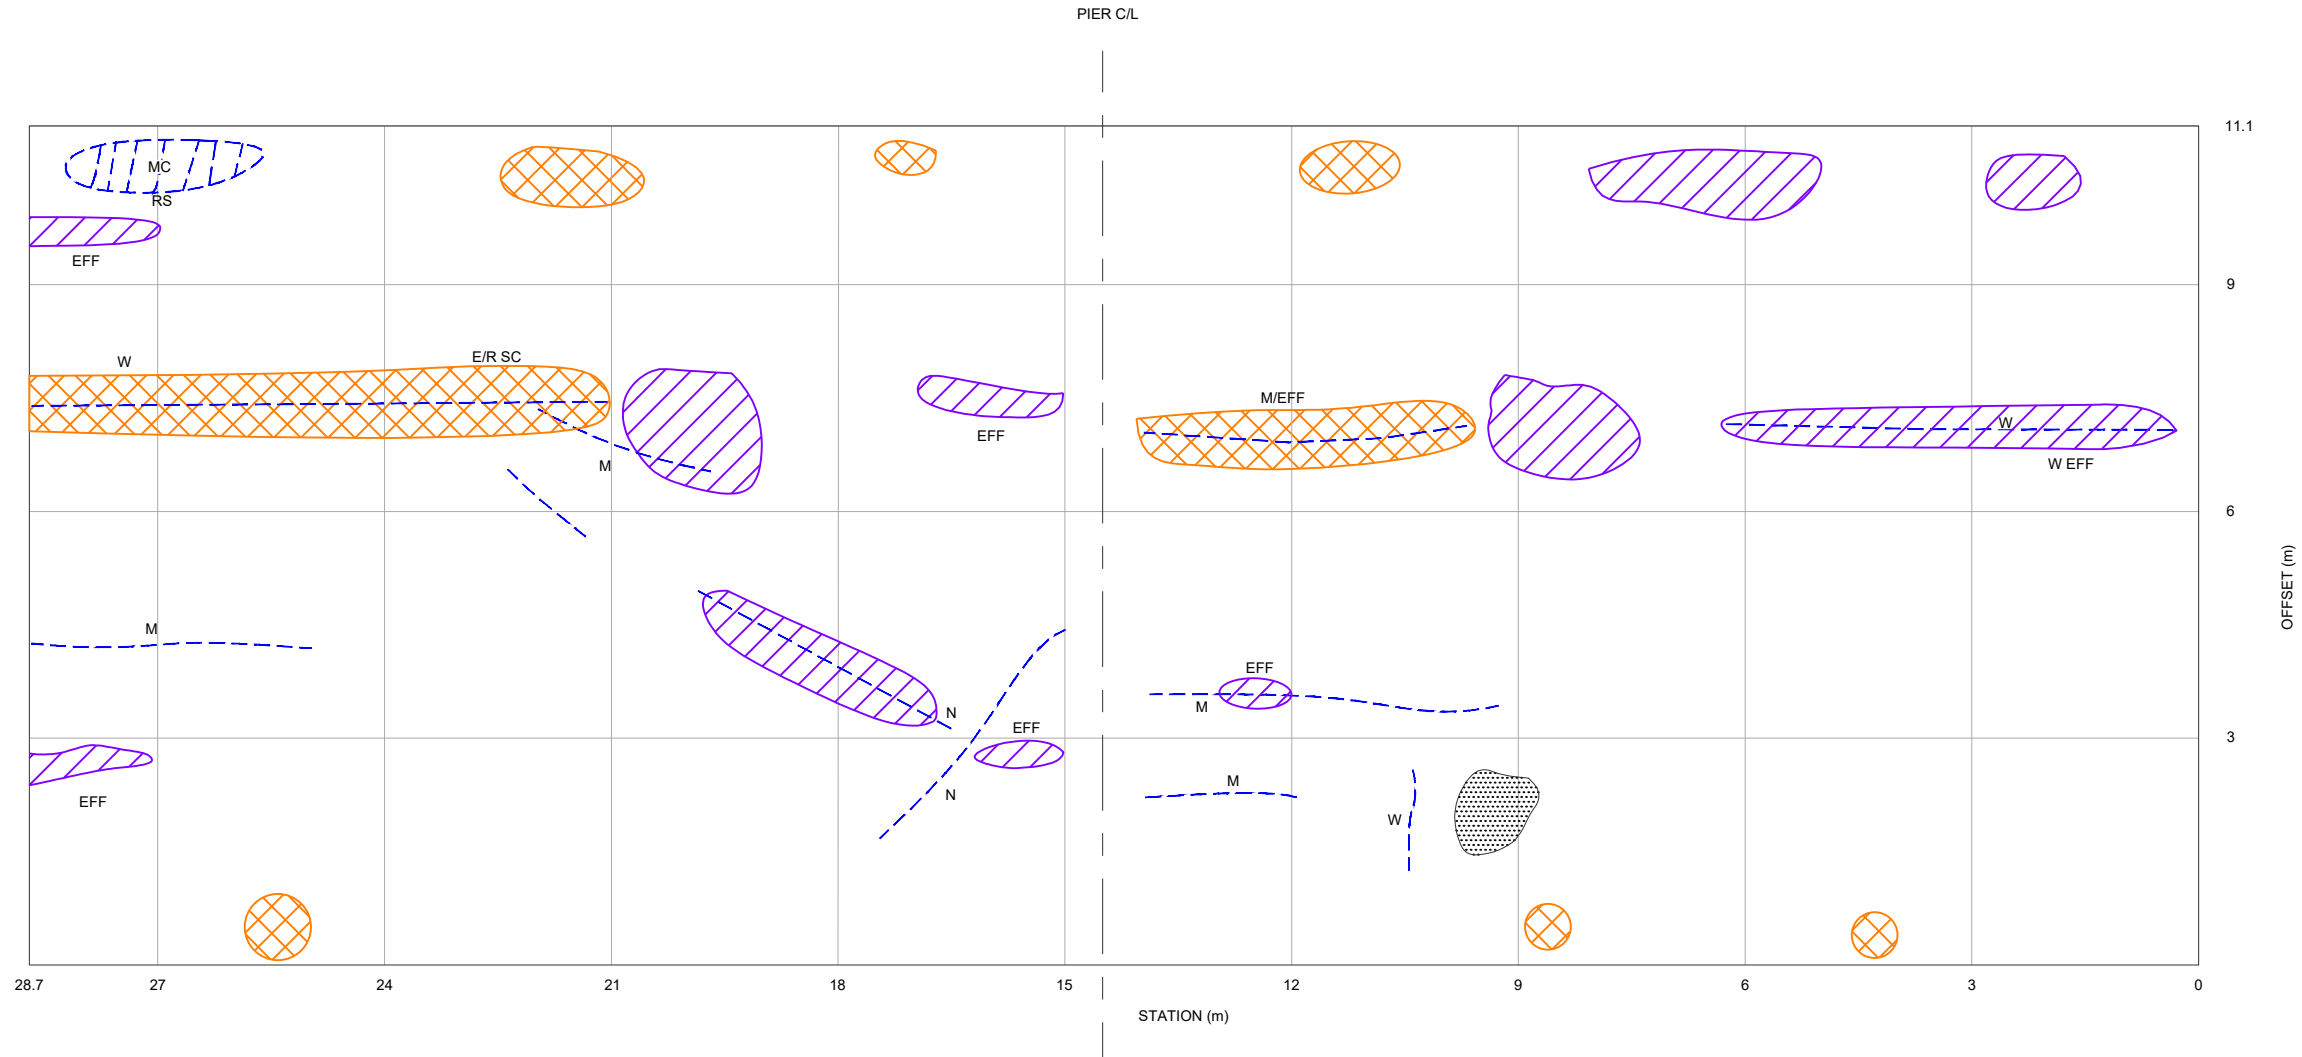 PIER C/L
11.1
MC
RS
EFF
9
W
E/R SC
M/EFF
W
EFF
M
W EFF
6
OFFSET (m)
M
EFF
M
N
EFF
3
M
N
EFF
W
28.7
27
24
21
18
15
12
9
6
3
0
STATION (m)